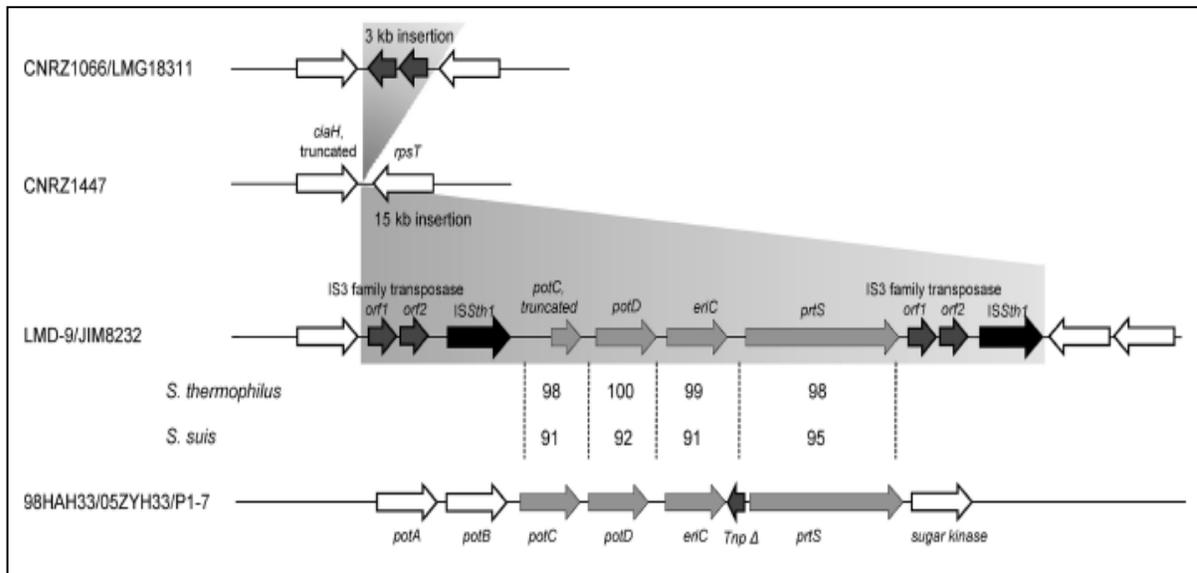 3 kb insertion
CNRZ1066/LMG18311
ciaH,
truncated
rpsT
CNRZ1447
15 kb insertion
IS3 family transposase
potC,
truncated
potD
eriC
prtS
IS3 family transposase
orf1
orf2
ISSth1
orf1
orf2
ISSth1
LMD-9/JIM8232
S. thermophilus
98
100
99
98
S. suis
91
92
91
95
98HAH33/05ZYH33/P1-7
potA
potB
potC
potD
eriC
Tnp Δ
prtS
sugar kinase